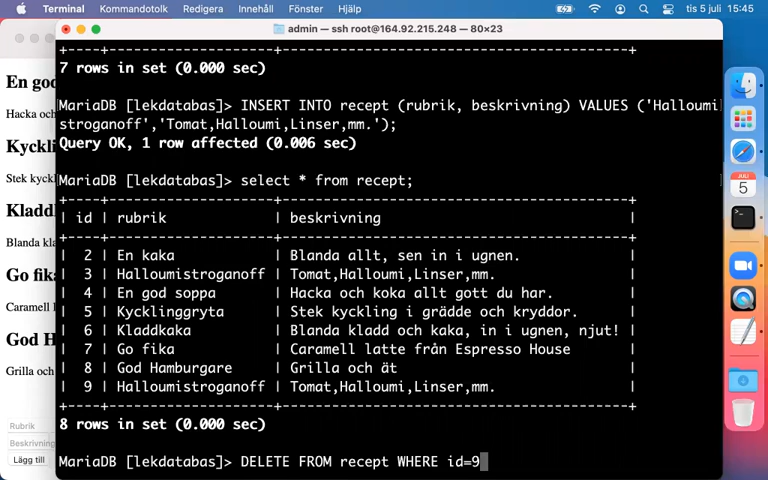 Terminal Kommandotolk Redigera Innehåll Fönster Hjälp tis 5 juli 15:45
admin — ssh root@164.92.215.248 — 80×23
+----+------------------+------------------------------------+
7 rows in set (0.000 sec)
MariaDB [lekdatabas]> INSERT INTO recept (rubrik, beskrivning) VALUES ('Halloumi
stroganoff','Tomat,Halloumi,Linser,mm.');
Query OK, 1 row affected (0.006 sec)
MariaDB [lekdatabas]> select * from recept;
+----+------------------+------------------------------------+
| id | rubrik | beskrivning |
+----+------------------+------------------------------------+
| 2 | En kaka | Blanda allt, sen in i ugnen. |
| 3 | Halloumistroganoff | Tomat,Halloumi,Linser,mm. |
| 4 | En god soppa | Hacka och koka allt gott du har. |
| 5 | Kycklinggryta | Stek kyckling i grädde och kryddor. |
| 6 | Kladdkaka | Blanda kladd och kaka, in i ugnen, njut! |
| 7 | Go fika | Caramell latte från Espresso House |
| 8 | God Hamburgare | Grilla och ät |
| 9 | Halloumistroganoff | Tomat,Halloumi,Linser,mm. |
+----+------------------+------------------------------------+
8 rows in set (0.000 sec)
MariaDB [lekdatabas]> DELETE FROM recept WHERE id=9
En god
Hacka och
Kyckli
Stek kyckl
Kladd
Blanda kla
Go fika
Caramell l
God H
Grilla och
Rubrik
Beskrivning
Lägg till
JULI
5